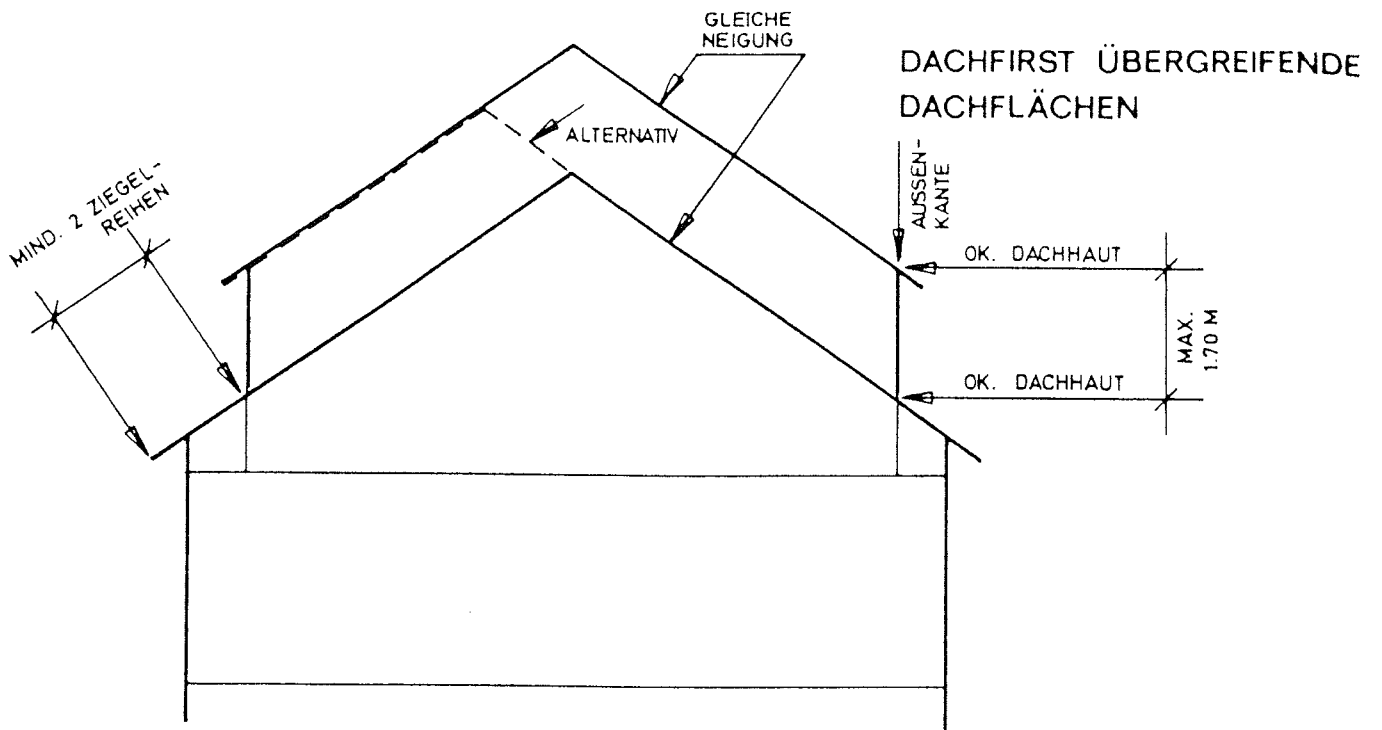 GLEICHE
NEIGUNG
DACHFIRST ÜBERGREIFENDE
DACHFLÄCHEN
ALTERNATIV
MIND. 2 ZIEGEL-
REIHEN
AUSSEN-
KANTE
OK. DACHHAUT
MAX.
1.70 M
OK. DACHHAUT